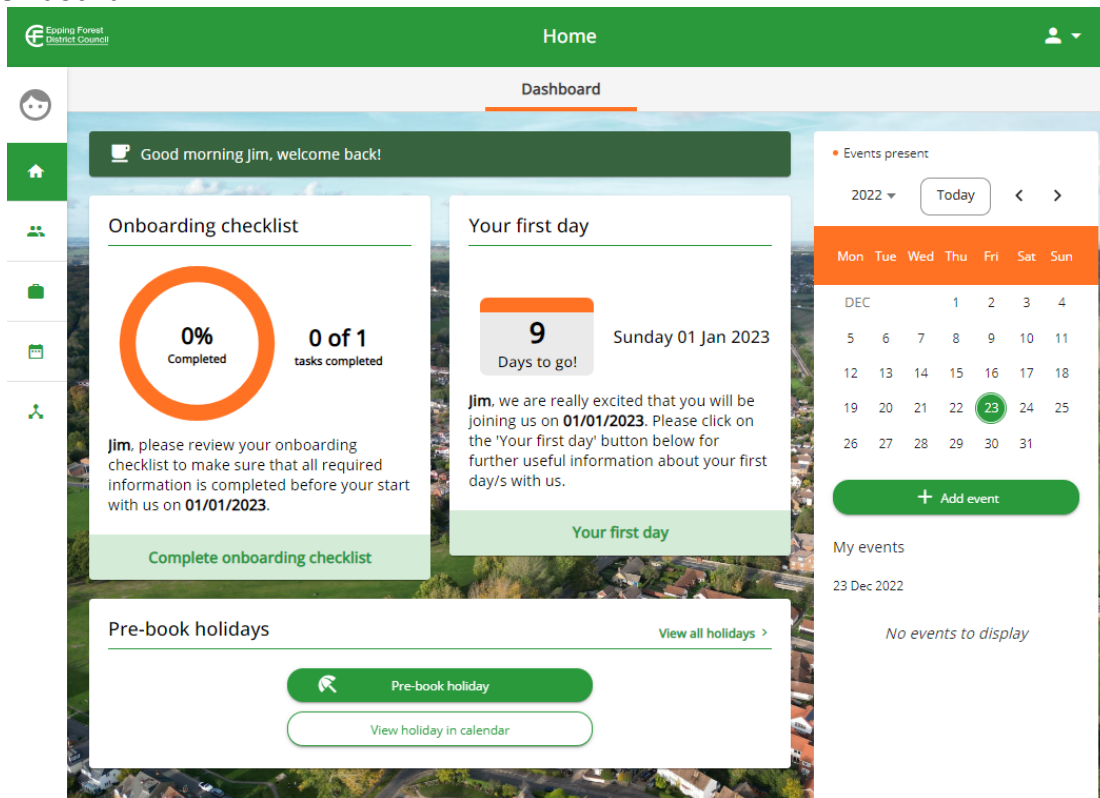 Epping Forest
District Council
Home
Dashboard
Good morning Jim, welcome back!
Onboarding checklist
0%
Completed
0 of 1
tasks completed
Jim, please review your onboarding
checklist to make sure that all required
information is completed before your start
with us on 01/01/2023.
Complete onboarding checklist
Your first day
9
Days to go!
Sunday 01 Jan 2023
Jim, we are really excited that you will be
joining us on 01/01/2023. Please click on
the 'Your first day' button below for
further useful information about your first
day/s with us.
Your first day
Pre-book holidays
View all holidays >
Pre-book holiday
View holiday in calendar
Events present
2022
Today
Mon Tue Wed Thu Fri Sat Sun
DEC 1 2 3 4
5 6 7 8 9 10 11
12 13 14 15 16 17 18
19 20 21 22 23 24 25
26 27 28 29 30 31
+ Add event
My events
23 Dec 2022
No events to display